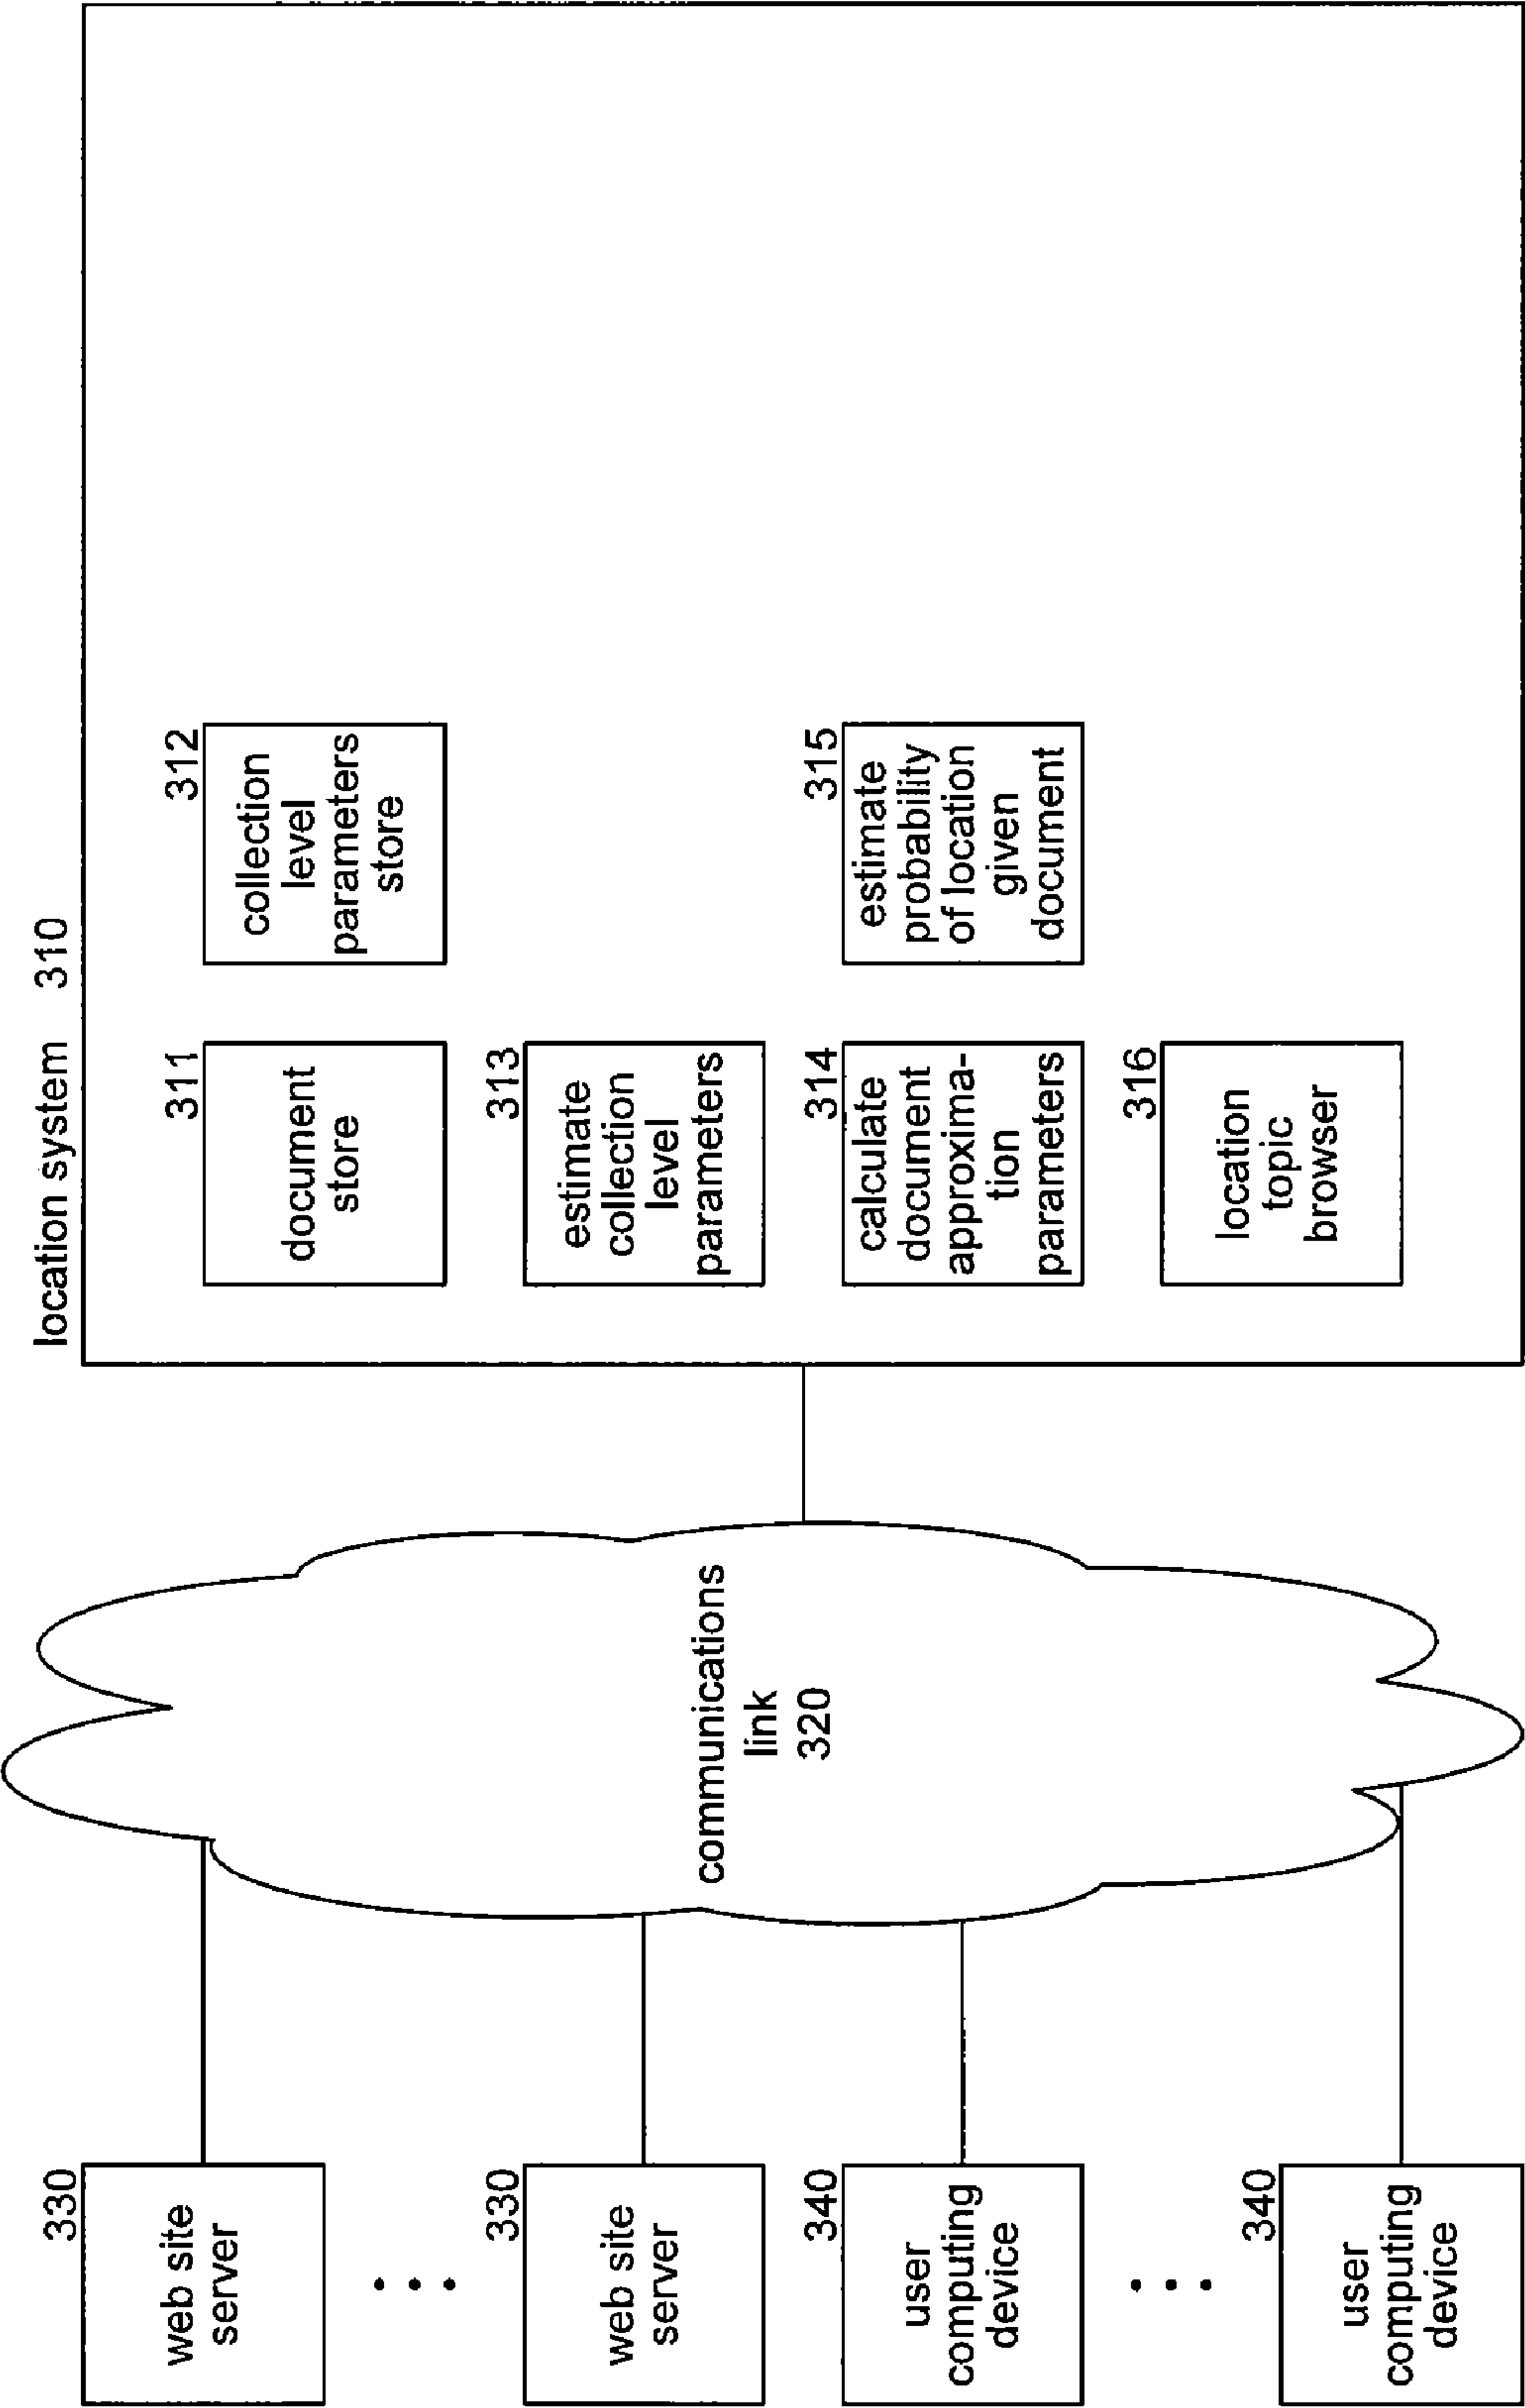 330
web site
server
330
web site
server
340
user
computing
device
340
user
computing
device
communications
link
320
location system 310
311
document
store
312
collection
level
parameters
store
313
estimate
collection
level
parameters
314
calculate
document
approxima-
tion
parameters
315
estimate
probability
of location
given
document
316
location
topic
browser